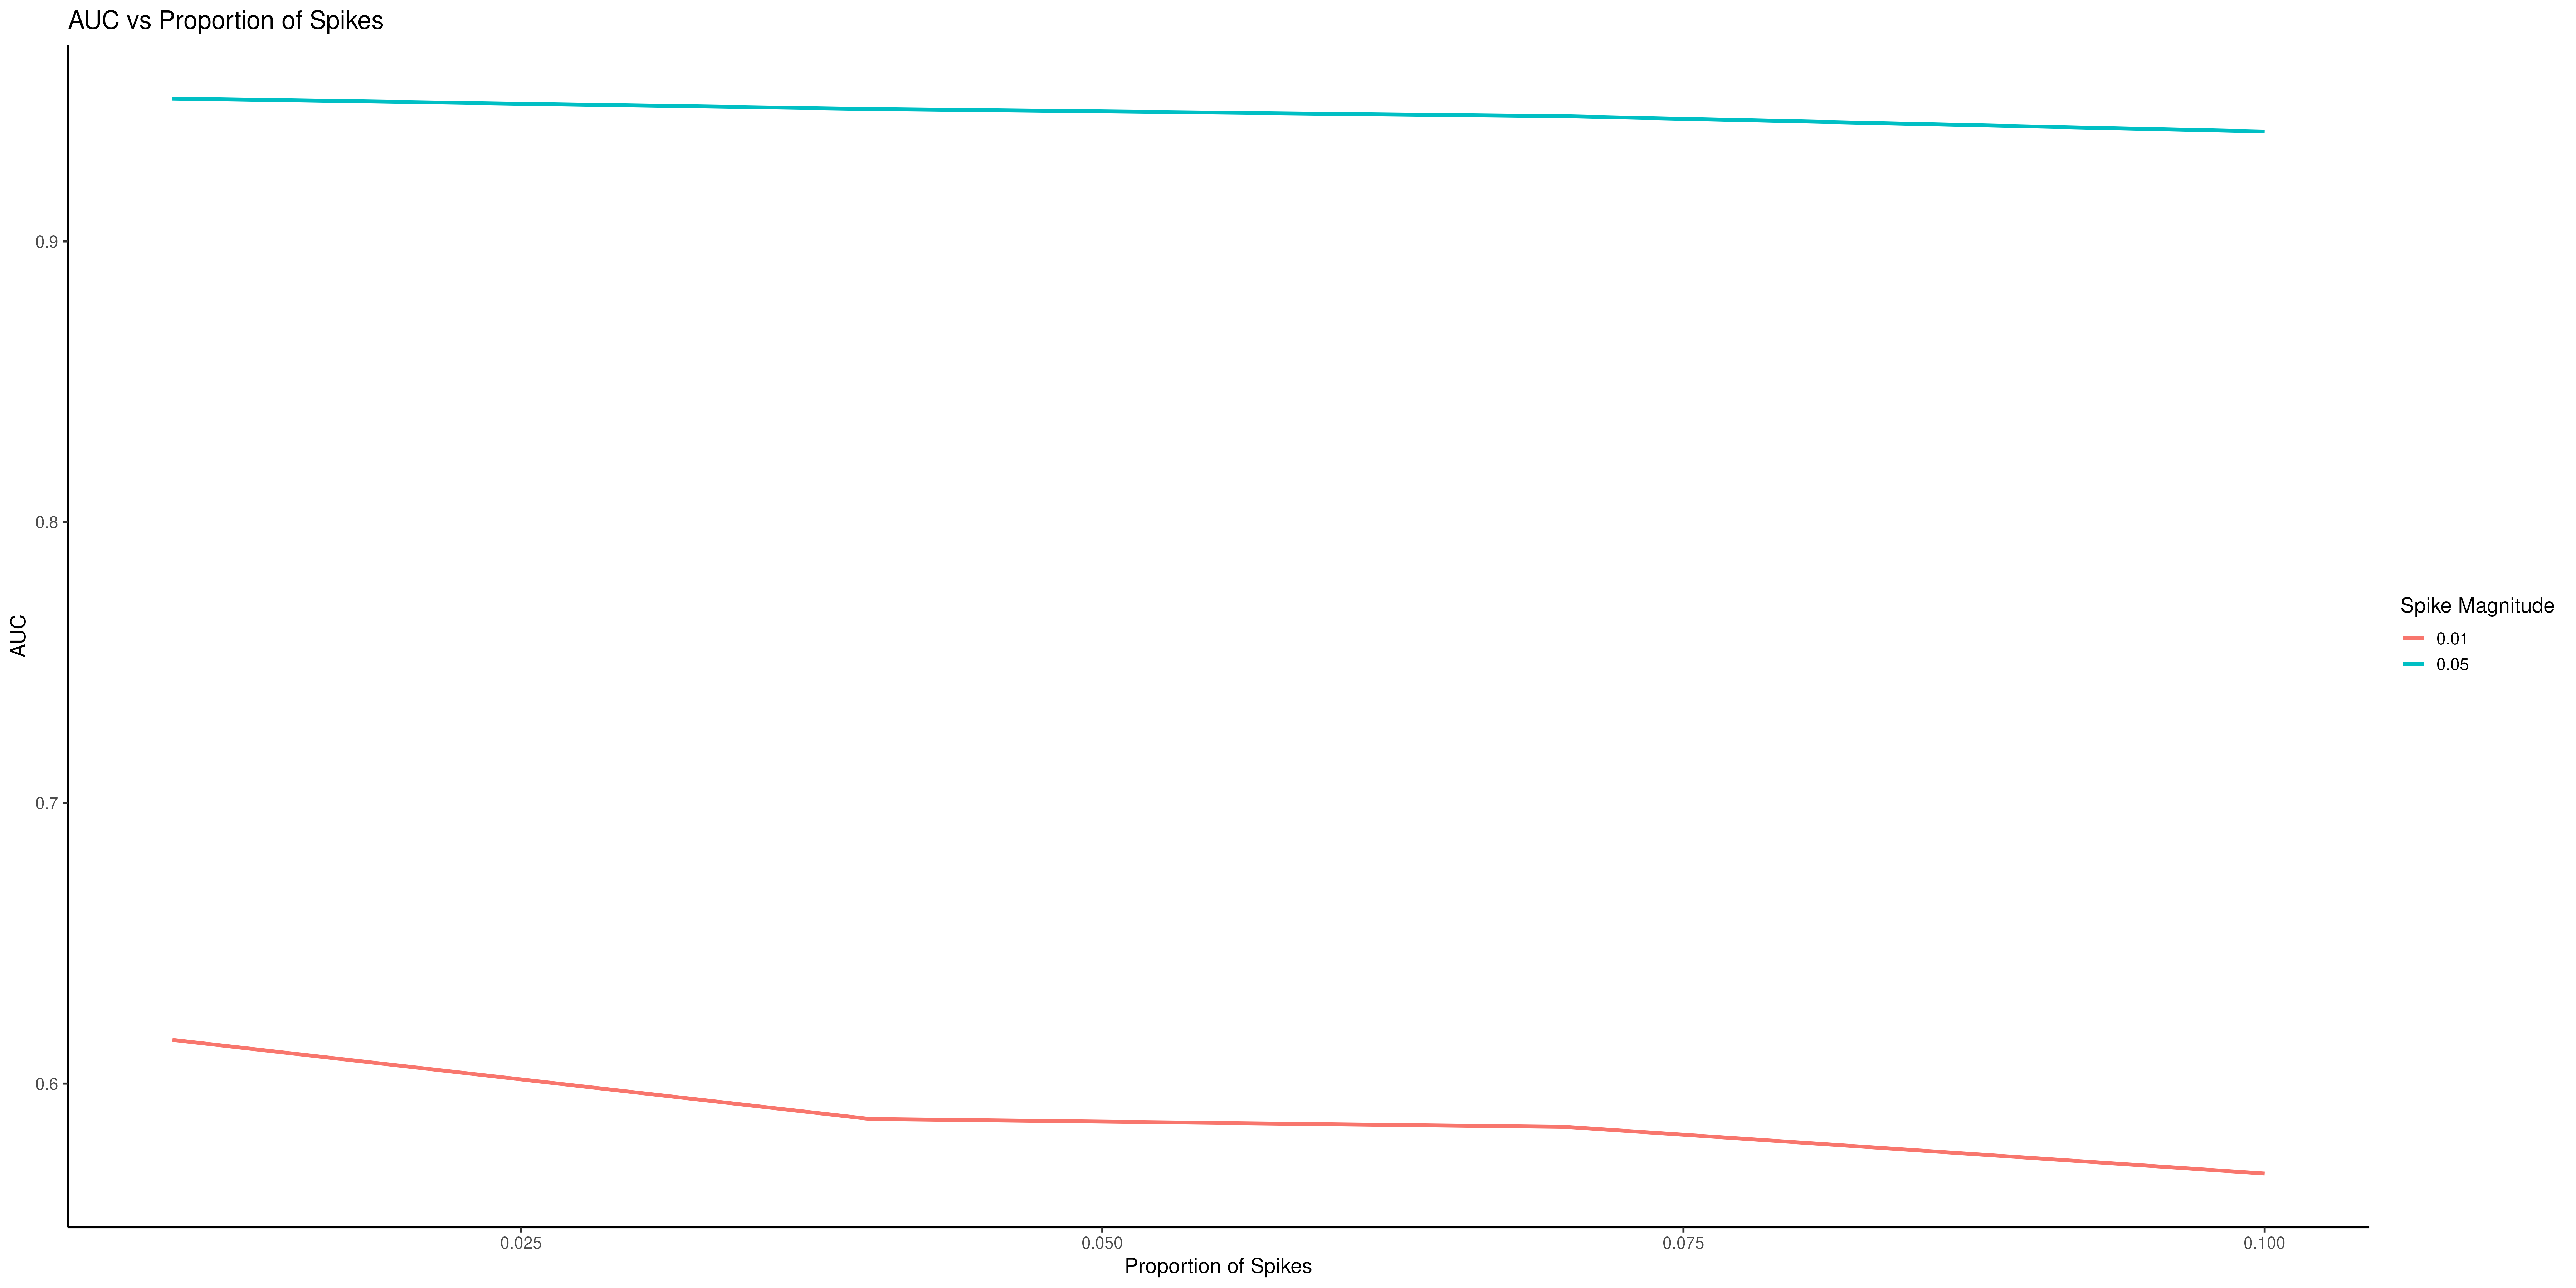 AUC vs Proportion of Spikes
0.9
0.8
0.7
0.6
AUC
0.025
0.050
0.075
0.100
Proportion of Spikes
Spike Magnitude
0.01
0.05